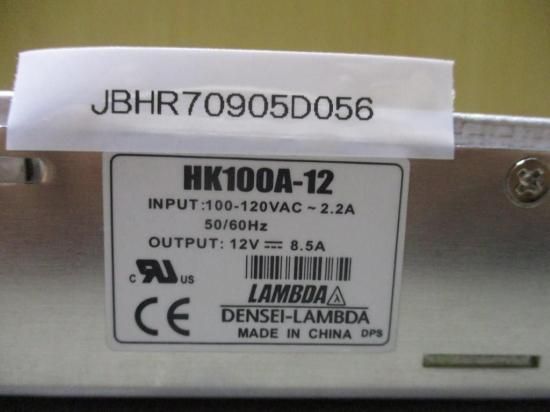 JBHR70905D056
HK100A-12
INPUT:100-120VAC ~ 2.2A
50/60Hz
OUTPUT: 12V ⎓ 8.5A
C RU US
LAMBDA
CE
DENSEI-LAMBDA
MADE IN CHINA DPS